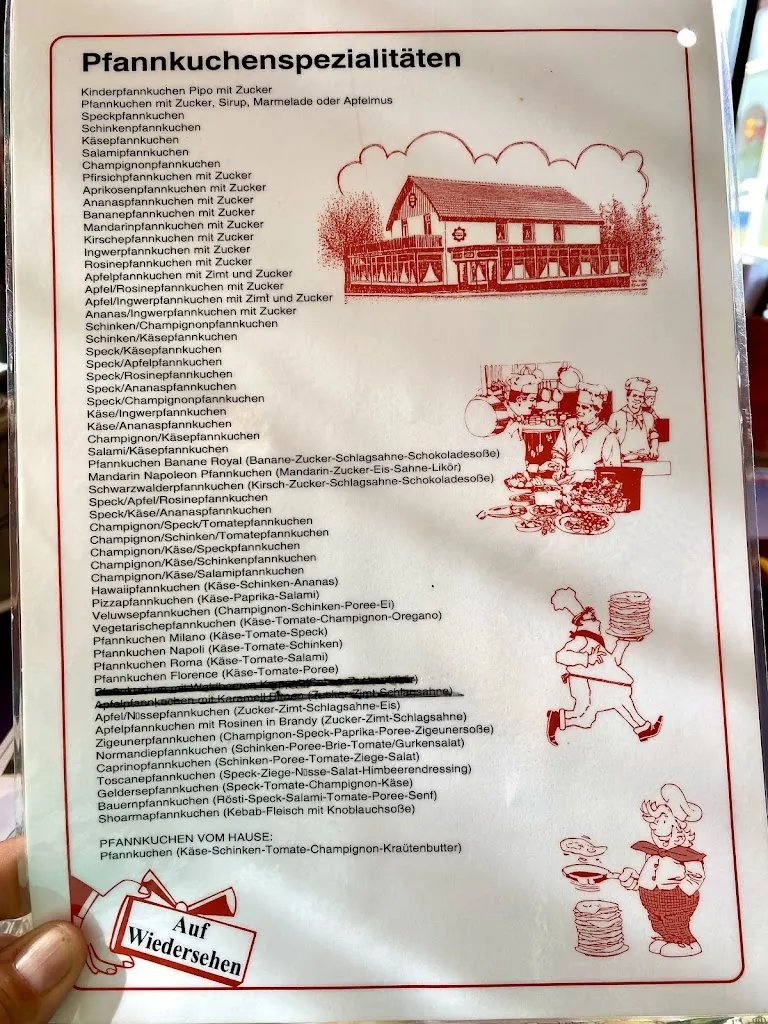 Pfannkuchenspezialitäten
Kinderpfannkuchen Pipo mit Zucker
Pfannkuchen mit Zucker, Sirup, Marmelade oder Apfelmus
Speckpfannkuchen
Schinkenpfannkuchen
Käsepfannkuchen
Salamipfannkuchen
Champignonpfannkuchen
Pfirsichpfannkuchen mit Zucker
Aprikosenpfannkuchen mit Zucker
Ananaspfannkuchen mit Zucker
Bananepfannkuchen mit Zucker
Mandarinpfannkuchen mit Zucker
Kirschepfannkuchen mit Zucker
Ingwerpfannkuchen mit Zucker
Rosinepfannkuchen mit Zucker
Apfelpfannkuchen mit Zimt und Zucker
Apfel/Rosinepfannkuchen mit Zucker
Apfel/Ingwerpfannkuchen mit Zimt und Zucker
Ananas/Ingwerpfannkuchen mit Zucker
Schinken/Champignonpfannkuchen
Schinken/Käsepfannkuchen
Speck/Käsepfannkuchen
Speck/Apfelpfannkuchen
Speck/Rosinepfannkuchen
Speck/Ananaspfannkuchen
Speck/Champignonpfannkuchen
Käse/Ingwerpfannkuchen
Käse/Ananaspfannkuchen
Champignon/Käsepfannkuchen
Salami/Käsepfannkuchen
Pfannkuchen Banane Royal (Banane-Zucker-Schlagsahne-Schokoladesoße)
Mandarin Napoleon Pfannkuchen (Mandarin-Zucker-Eis-Sahne-Likör)
Schwarzwalderpfannkuchen (Kirsch-Zucker-Schlagsahne-Schokoladesoße)
Speck/Apfel/Rosinepfannkuchen
Speck/Käse/Ananaspfannkuchen
Champignon/Speck/Tomatepfannkuchen
Champignon/Schinken/Tomatepfannkuchen
Champignon/Käse/Speckpfannkuchen
Champignon/Käse/Schinkenpfannkuchen
Champignon/Käse/Salamipfannkuchen
Hawaiipfannkuchen (Käse-Schinken-Ananas)
Pizzapfannkuchen (Käse-Paprika-Salami)
Veluwsepfannkuchen (Champignon-Schinken-Poree-Ei)
Vegetarischepfannkuchen (Käse-Tomate-Champignon-Oregano)
Pfannkuchen Milano (Käse-Tomate-Speck)
Pfannkuchen Napoli (Käse-Tomate-Schinken)
Pfannkuchen Roma (Käse-Tomate-Salami)
Pfannkuchen Florence (Käse-Tomate-Poree)
Apfelpfannkuchen mit Karamell (Zucker-Zimt-Schlagsahne)
Apfel/Nüssepfannkuchen (Zucker-Zimt-Schlagsahne-Eis)
Apfelpfannkuchen mit Rosinen in Brandy (Zucker-Zimt-Schlagsahne)
Zigeunerpfannkuchen (Champignon-Speck-Paprika-Poree-Zigeunersoße)
Normandiepfannkuchen (Schinken-Poree-Brie-Tomate/Gurkensalat)
Caprinopfannkuchen (Schinken-Poree-Tomate-Ziege-Salat)
Toscanepfannkuchen (Speck-Ziege-Nüsse-Salat-Himbeerendressing)
Geldersepfannkuchen (Speck-Tomate-Champignon-Käse)
Bauernpfannkuchen (Rösti-Speck-Salami-Tomate-Poree-Senf)
Shoarmapfannkuchen (Kebab-Fleisch mit Knoblauchsoße)
PFANNKUCHEN VOM HAUSE:
Pfannkuchen (Käse-Schinken-Tomate-Champignon-Kraütenbutter)
Auf
Wiedersehen